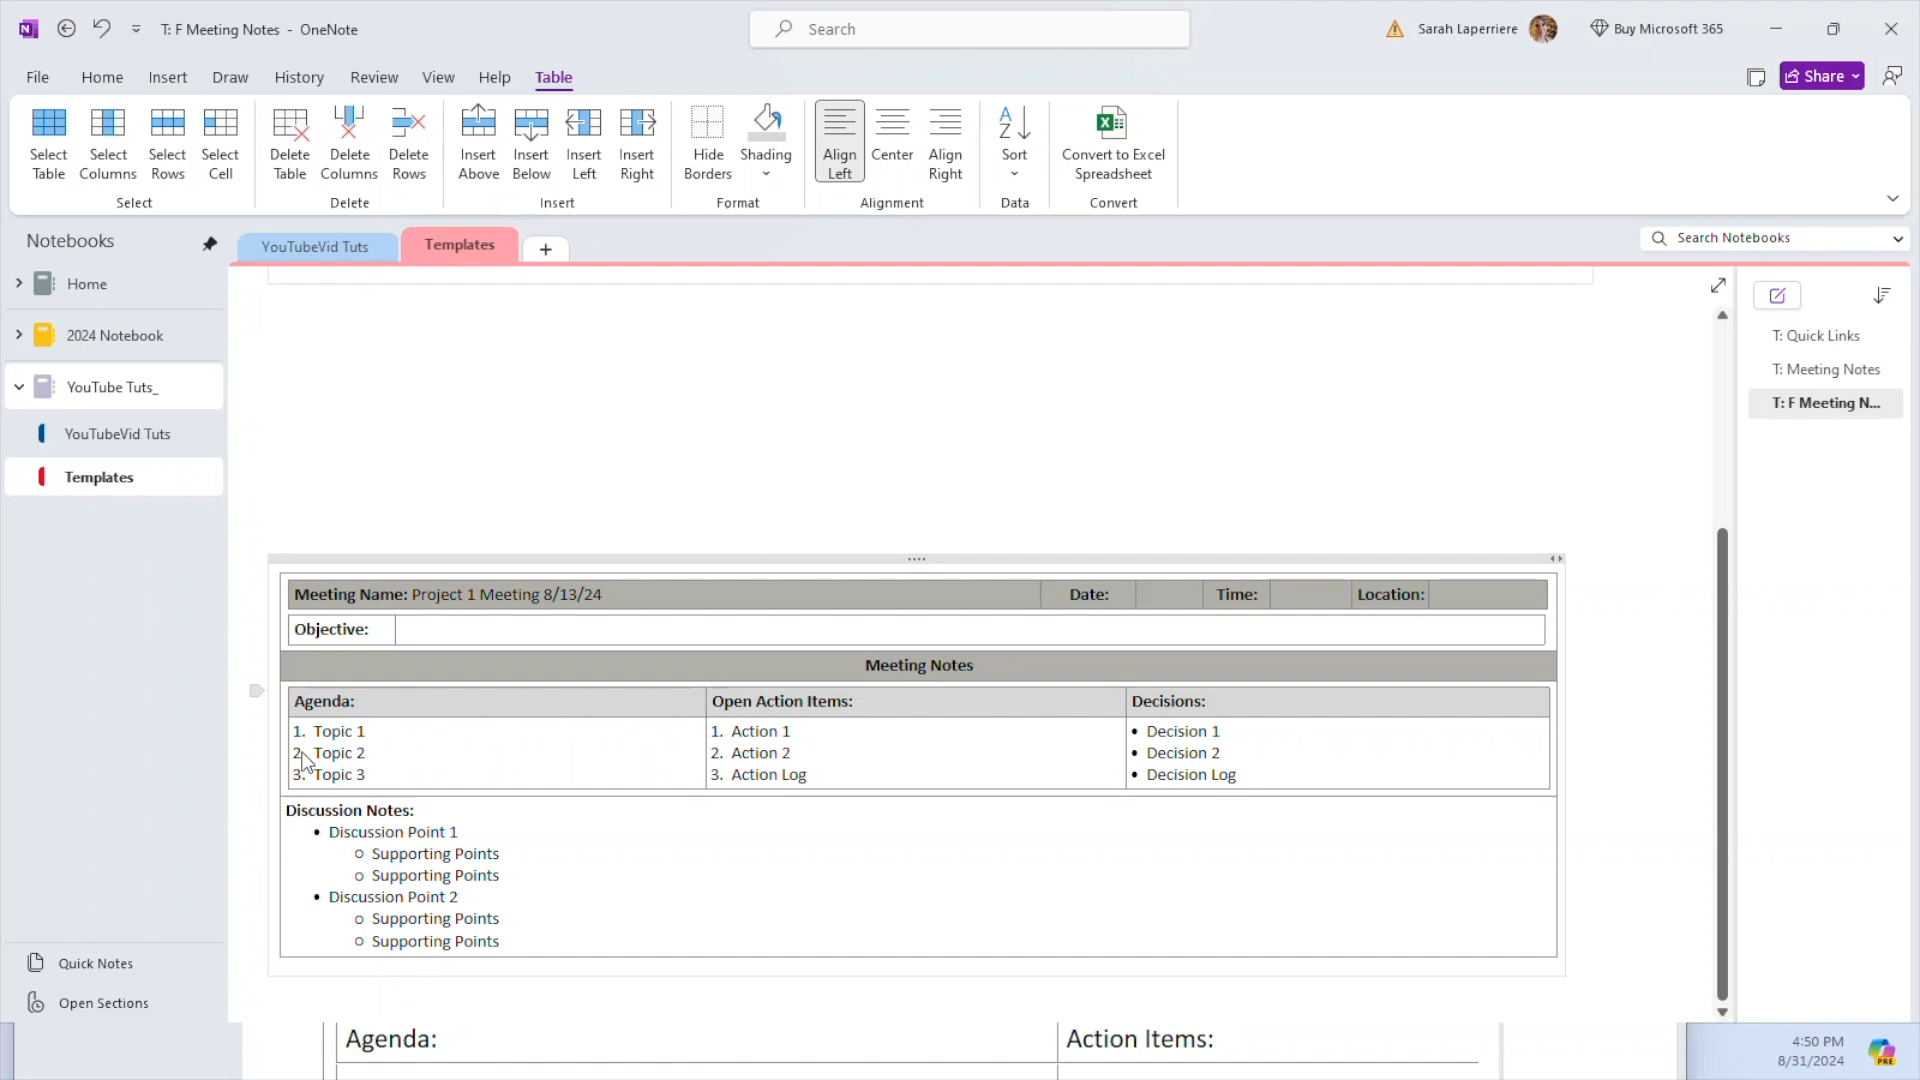 T: F Meeting Notes - OneNote
Search
Sarah Laperriere
Buy Microsoft 365
File Home Insert Draw History Review View Help Table
Share
Select Table
Select Columns
Select Rows
Select Cell
Delete Table
Delete Columns
Delete Rows
Insert Above
Insert Below
Insert Left
Insert Right
Hide Borders
Shading
Align Left
Center
Align Right
A Z Sort
Convert to Excel Spreadsheet
Select Delete Insert Format Alignment Data Convert
Notebooks
YouTubeVid Tuts
Templates
+
Search Notebooks
Home
2024 Notebook
YouTube Tuts_
YouTubeVid Tuts
Templates
Quick Notes
Open Sections
Meeting Name: Project 1 Meeting 8/13/24 Date: Time: Location:
Objective:
Meeting Notes
Agenda: Open Action Items: Decisions:
1. Topic 1 1. Action 1 • Decision 1
2. Topic 2 2. Action 2 • Decision 2
3. Topic 3 3. Action Log • Decision Log
Discussion Notes:
• Discussion Point 1
○ Supporting Points
○ Supporting Points
• Discussion Point 2
○ Supporting Points
○ Supporting Points
Agenda: Action Items:
T: Quick Links
T: Meeting Notes
T: F Meeting N...
4:50 PM
8/31/2024
PRE